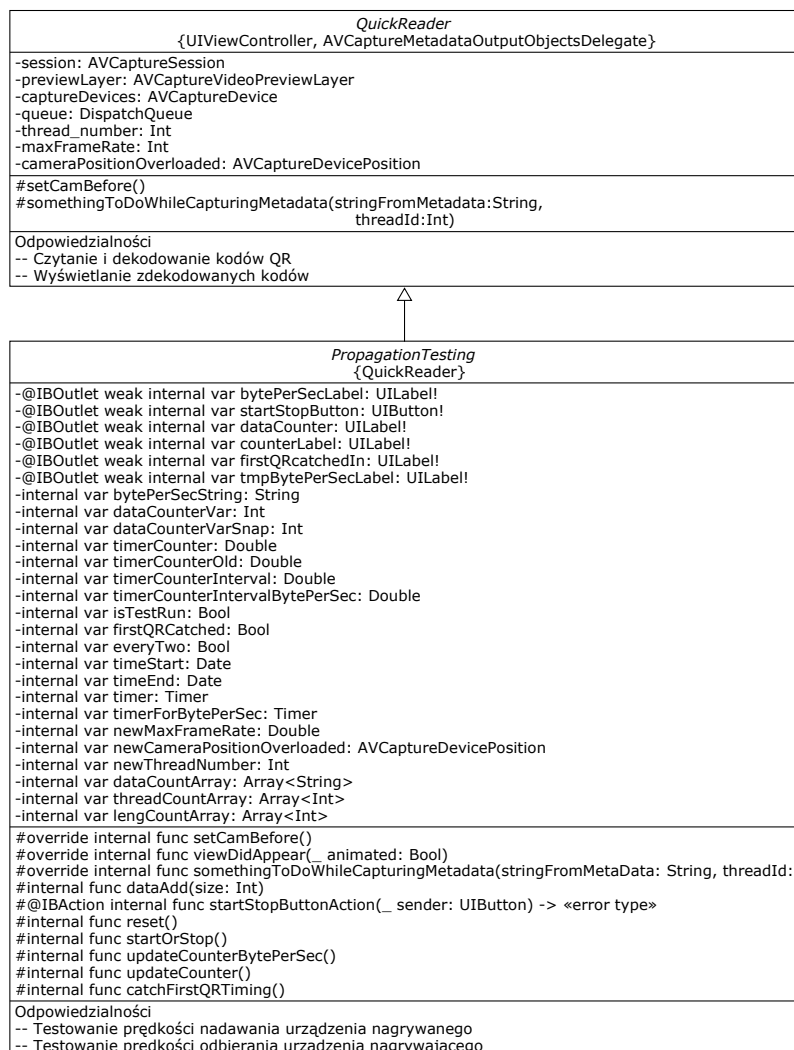 QuickReader
{UIViewController, AVCaptureMetadataOutputObjectsDelegate}
-session: AVCaptureSession
-previewLayer: AVCaptureVideoPreviewLayer
-captureDevices: AVCaptureDevice
-queue: DispatchQueue
-thread_number: Int
-maxFrameRate: Int
-cameraPositionOverloaded: AVCaptureDevicePosition
#setCamBefore()
#somethingToDoWhileCapturingMetadata(stringFromMetadata:String,
threadId:Int)
Odpowiedzialności
-- Czytanie i dekodowanie kodów QR
-- Wyświetlanie zdekodowanych kodów
PropagationTesting
{QuickReader}
-@IBOutlet weak internal var bytePerSecLabel: UILabel!
-@IBOutlet weak internal var startStopButton: UIButton!
-@IBOutlet weak internal var dataCounter: UILabel!
-@IBOutlet weak internal var counterLabel: UILabel!
-@IBOutlet weak internal var firstQRcatchedIn: UILabel!
-@IBOutlet weak internal var tmpBytePerSecLabel: UILabel!
-internal var bytePerSecString: String
-internal var dataCounterVar: Int
-internal var dataCounterVarSnap: Int
-internal var timerCounter: Double
-internal var timerCounterOld: Double
-internal var timerCounterInterval: Double
-internal var timerCounterIntervalBytePerSec: Double
-internal var isTestRun: Bool
-internal var firstQRCatched: Bool
-internal var everyTwo: Bool
-internal var timeStart: Date
-internal var timeEnd: Date
-internal var timer: Timer
-internal var timerForBytePerSec: Timer
-internal var newMaxFrameRate: Double
-internal var newCameraPositionOverloaded: AVCaptureDevicePosition
-internal var newThreadNumber: Int
-internal var dataCountArray: Array<String>
-internal var threadCountArray: Array<Int>
-internal var lengCountArray: Array<Int>
#override internal func setCamBefore()
#override internal func viewDidAppear(_ animated: Bool)
#override internal func somethingToDoWhileCapturingMetadata(stringFromMetaData: String, threadId:
#internal func dataAdd(size: Int)
#@IBAction internal func startStopButtonAction(_ sender: UIButton) -> «error type»
#internal func reset()
#internal func startOrStop()
#internal func updateCounterBytePerSec()
#internal func updateCounter()
#internal func catchFirstQRTiming()
Odpowiedzialności
-- Testowanie prędkości nadawania urządzenia nagrywanego
-- Testowanie prędkości odbierania urządzenia nagrywającego